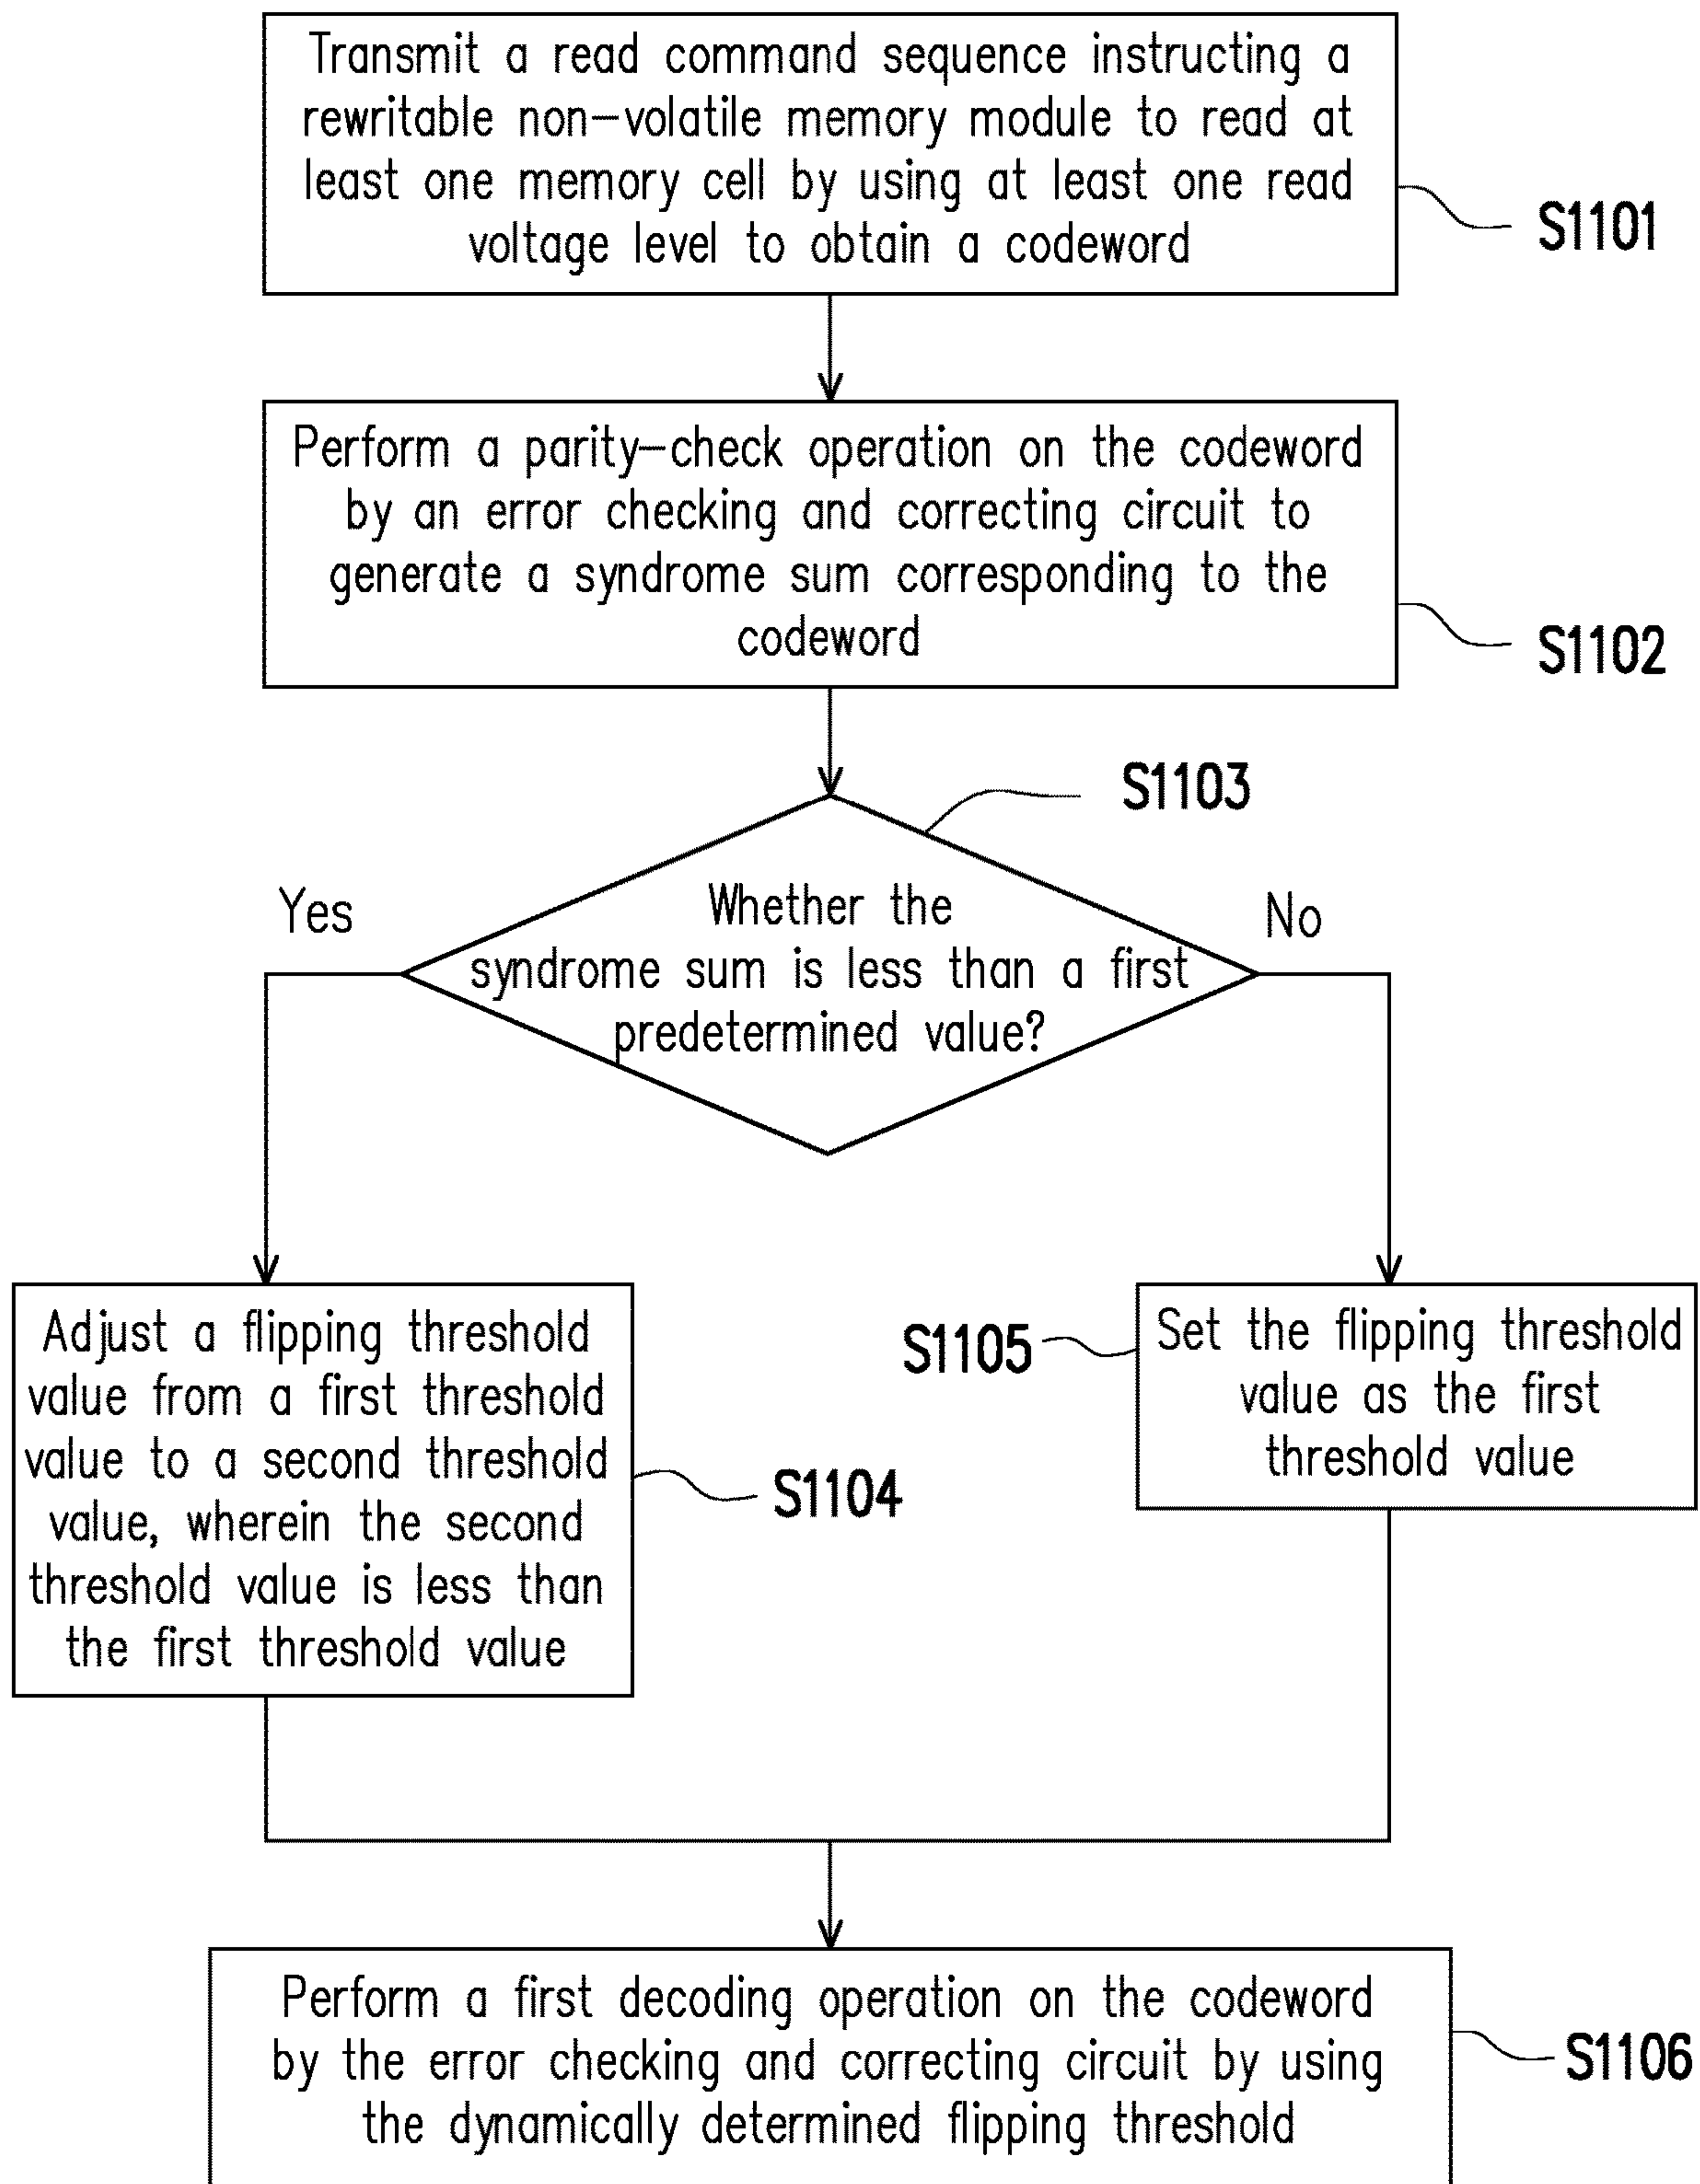 Transmit a read command sequence instructing a
rewritable non-volatile memory module to read at
least one memory cell by using at least one read
voltage level to obtain a codeword
S1101
Perform a parity-check operation on the codeword
by an error checking and correcting circuit to
generate a syndrome sum corresponding to the
codeword
S1102
S1103
Yes
No
Whether the
syndrome sum is less than a first
predetermined value?
Adjust a flipping threshold
value from a first threshold
value to a second threshold
value, wherein the second
threshold value is less than
the first threshold value
S1104
S1105
Set the flipping threshold
value as the first
threshold value
Perform a first decoding operation on the codeword
by the error checking and correcting circuit by using
the dynamically determined flipping threshold
S1106